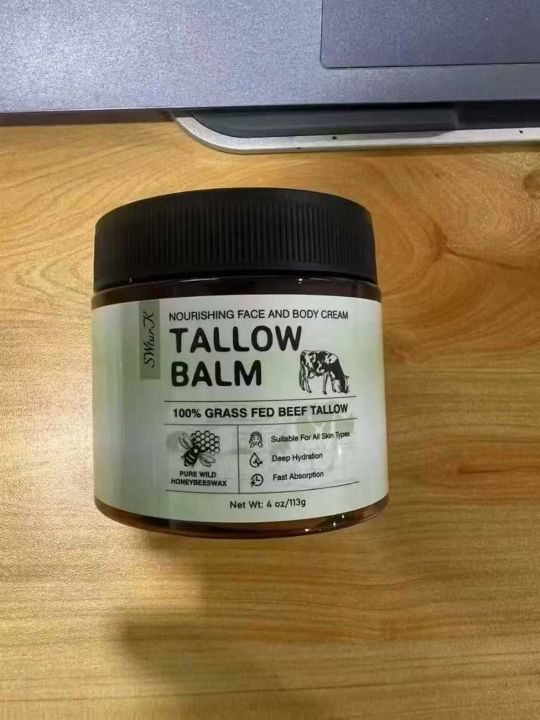 NOURISHING FACE AND BODY CREAM
TALLOW
BALM
100% GRASS FED BEEF TALLOW
PURE WILD
HONEYBEESWAX
Suitable For All Skin Types
Deep Hydration
Fast Absorption
Net Wt: 4 oz/113g